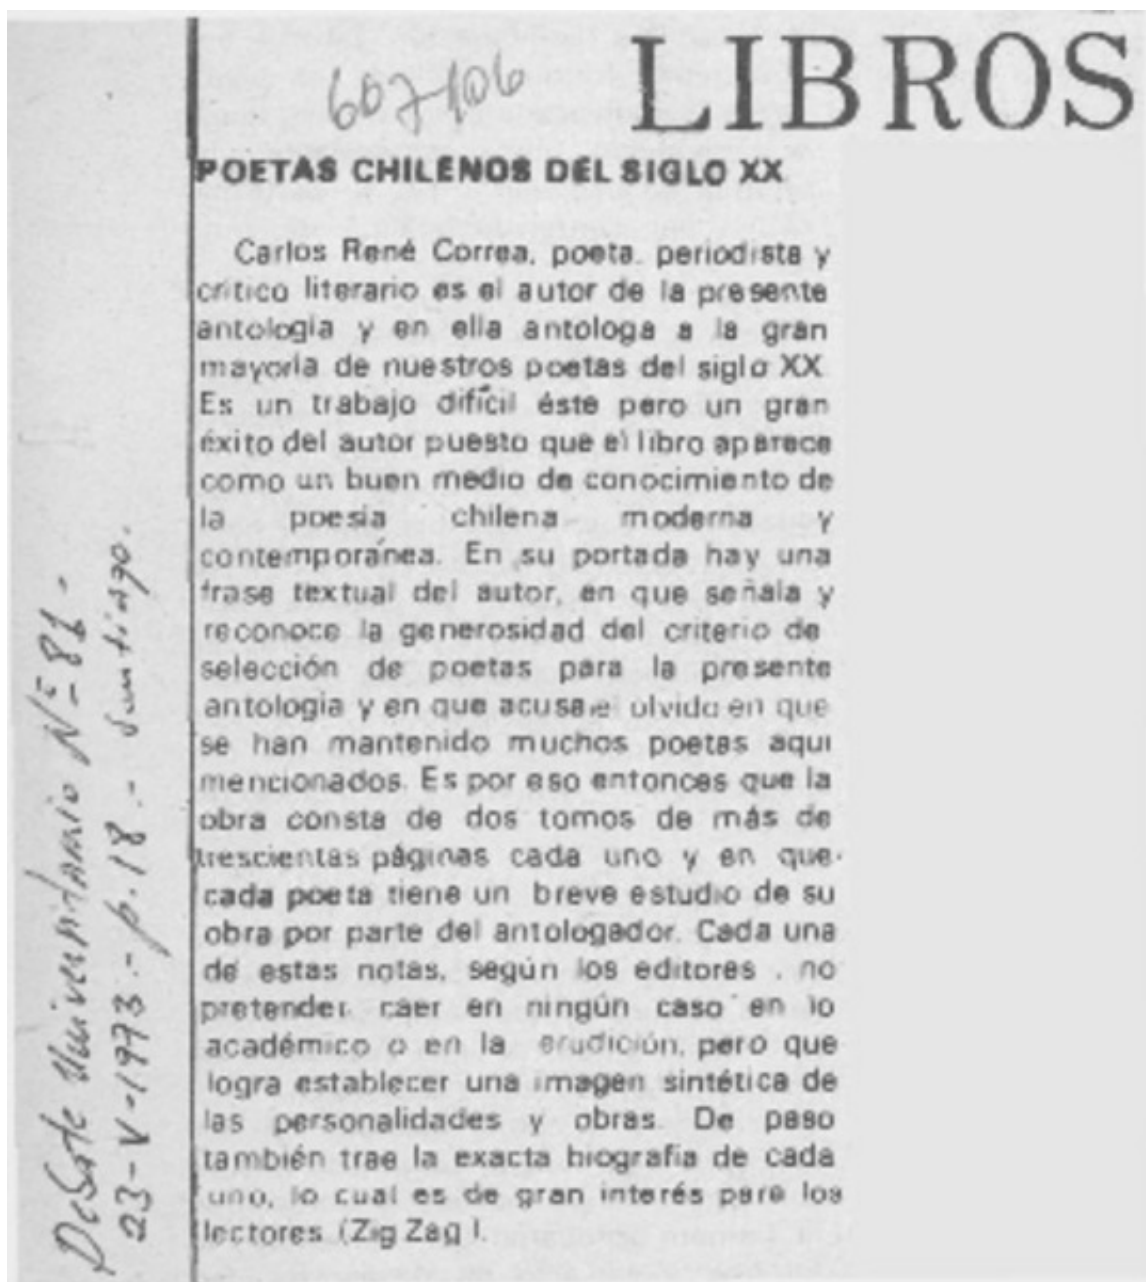 LIBROS
607-106
POETAS CHILENOS DEL SIGLO XX
Carlos René Correa, poeta, periodista y
crítico literario es el autor de la presente
antología y en ella antologa a la gran
mayoría de nuestros poetas del siglo XX.
Es un trabajo difícil éste pero un gran
éxito del autor puesto que el libro aparece
como un buen medio de conocimiento de
la poesía chilena moderna y
contemporánea. En su portada hay una
frase textual del autor, en que señala y
reconoce la generosidad del criterio de
selección de poetas para la presente
antología y en que acusa el olvido en que
se han mantenido muchos poetas aquí
mencionados. Es por eso entonces que la
obra consta de dos tomos de más de
trescientas páginas cada uno y en que
cada poeta tiene un breve estudio de su
obra por parte del antologador. Cada una
de estas notas, según los editores, no
pretender caer en ningún caso en lo
académico o en la erudición, pero que
logra establecer una imagen sintética de
las personalidades y obras. De paso
también trae la exacta biografía de cada
uno, lo cual es de gran interés para los
lectores. (Zig Zag).
Debate Universitario Nº 81.-
23-V-1973.- p.18.- Santiago.